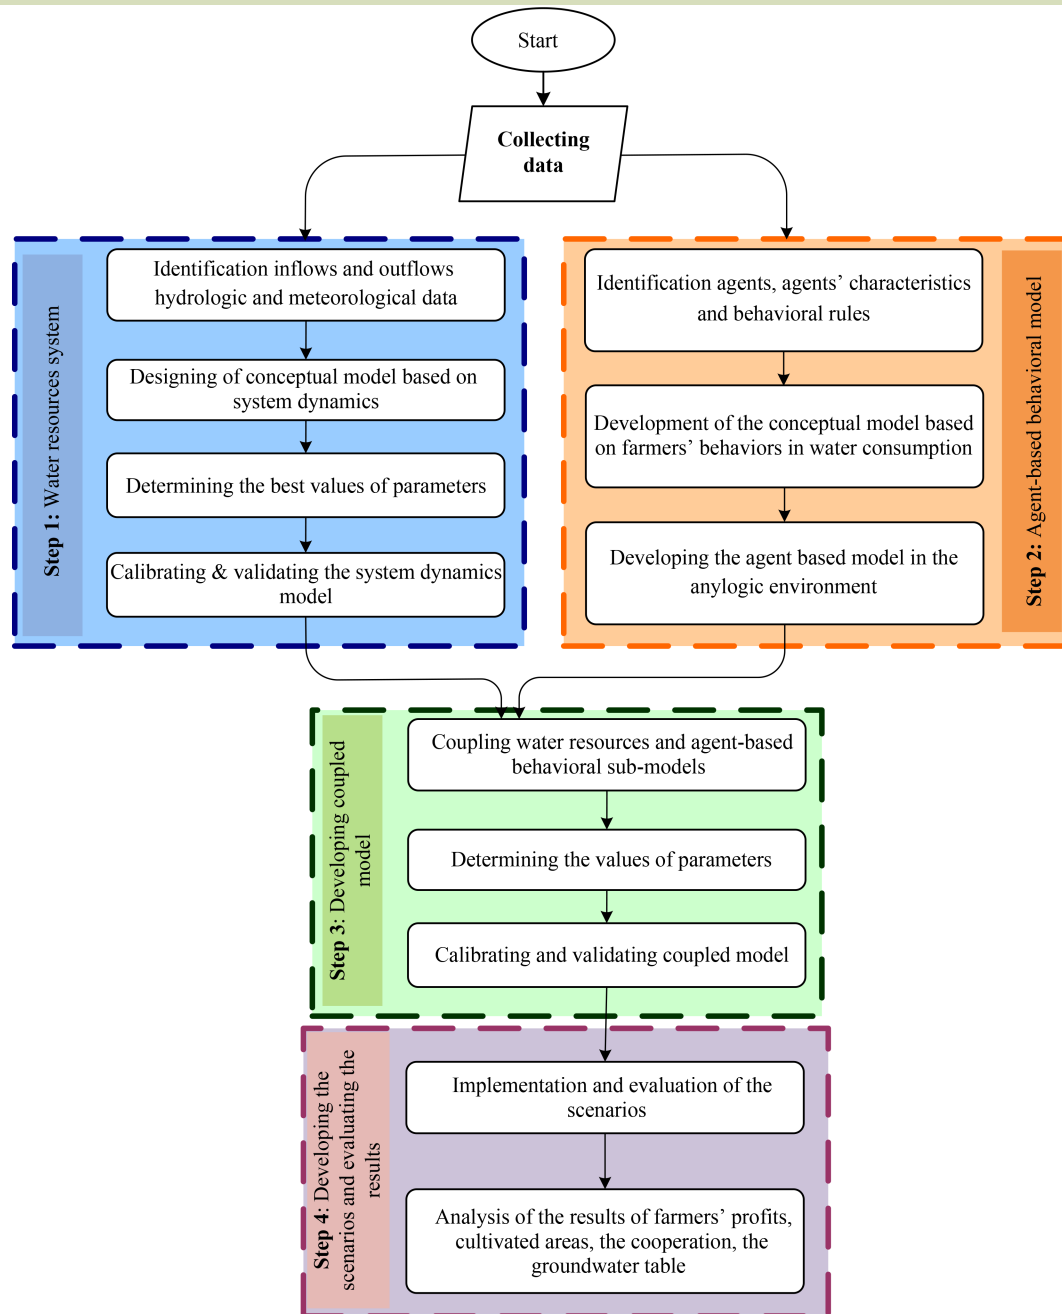 Start
Collecting
data
Step 1: Water resources system
Identification inflows and outflows
hydrologic and meteorological data
Designing of conceptual model based on
system dynamics
Determining the best values of parameters
Calibrating & validating the system dynamics
model
Identification agents, agents’ characteristics
and behavioral rules
Development of the conceptual model based
on farmers’ behaviors in water consumption
Developing the agent based model in the
anylogic environment
Step 2: Agent-based behavioral model
Step 3: Developing coupled
model
Coupling water resources and agent-based
behavioral sub-models
Determining the values of parameters
Calibrating and validating coupled model
Step 4: Developing the
scenarios and evaluating the
results
Implementation and evaluation of the
scenarios
Analysis of the results of farmers’ profits,
cultivated areas, the cooperation, the
groundwater table